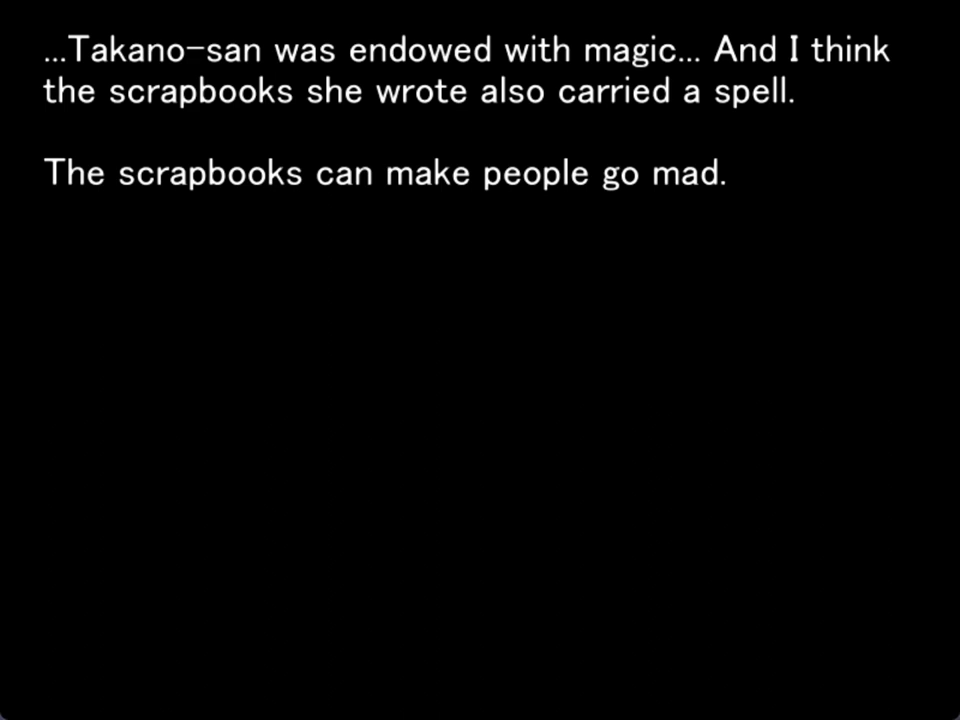 ...Takano-san was endowed with magic... And I think
the scrapbooks she wrote also carried a spell.
The scrapbooks can make people go mad.